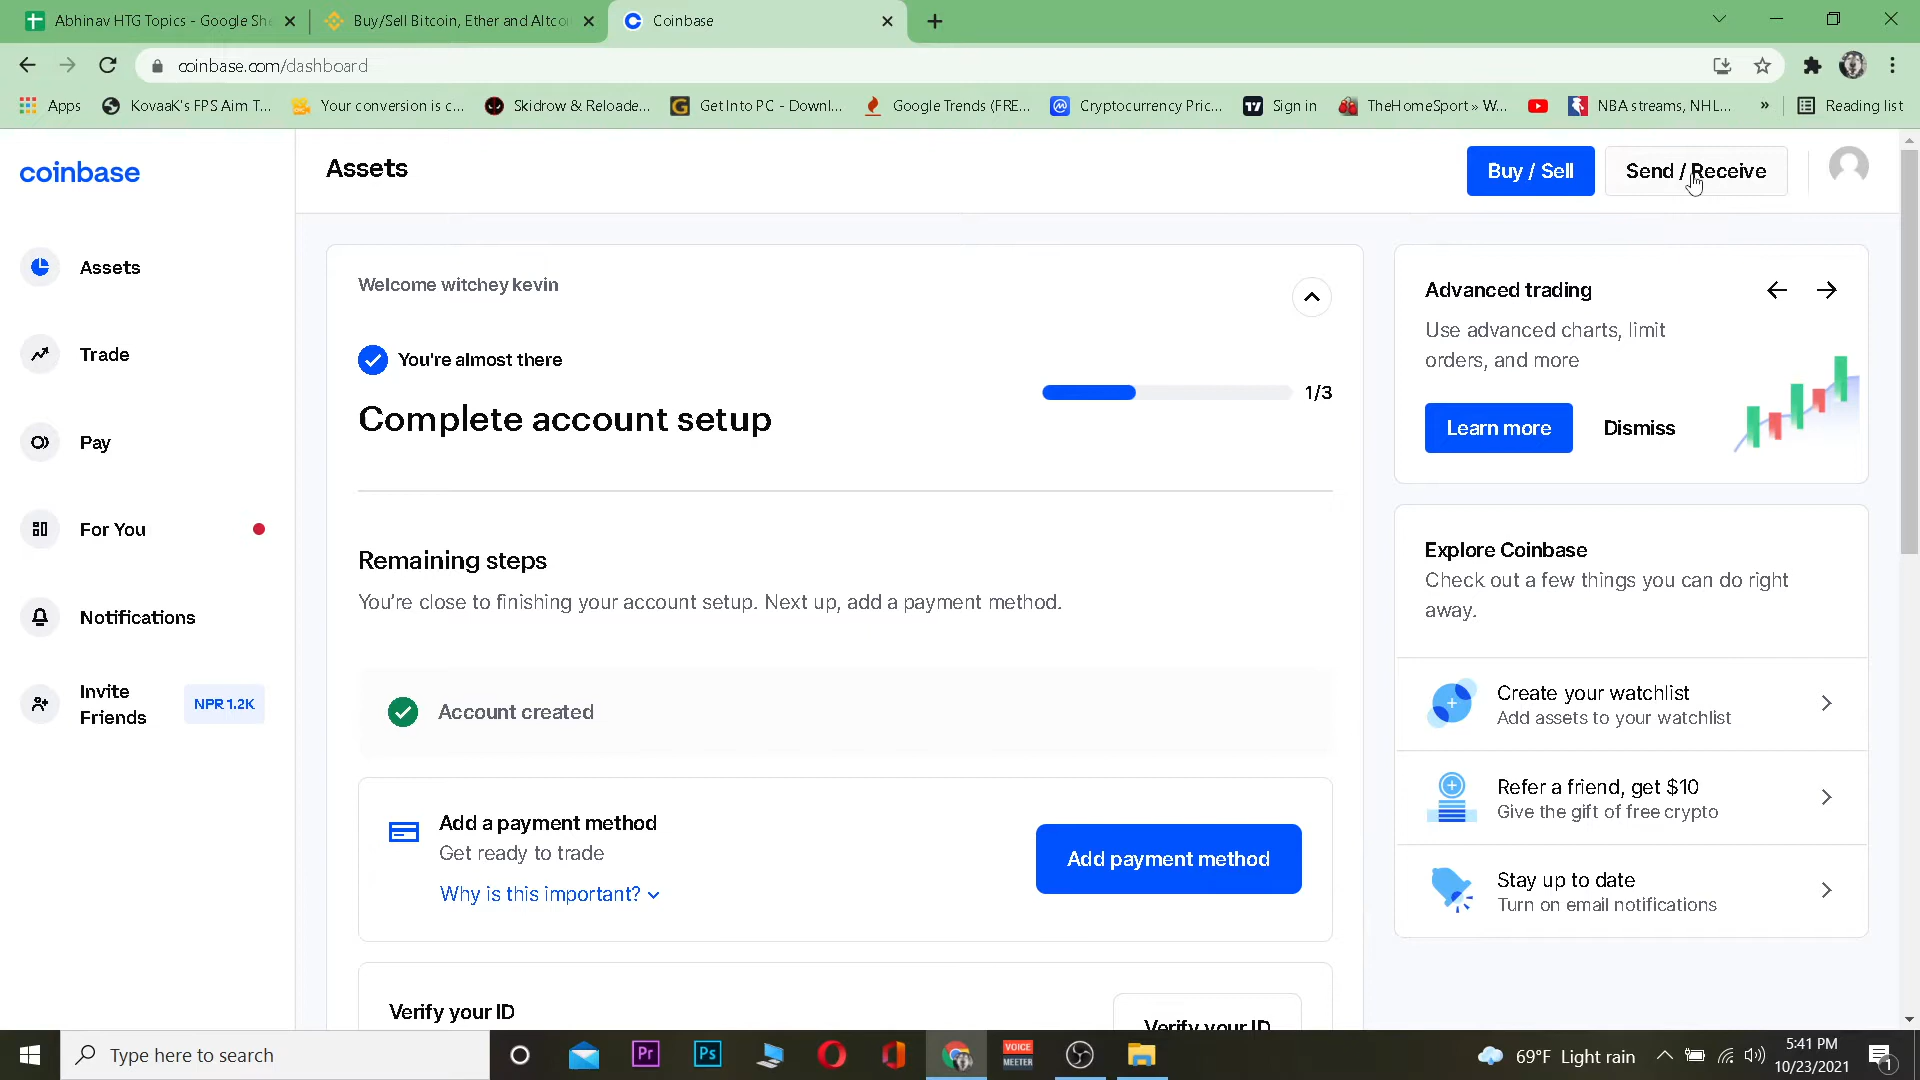 Abhinav HTG Topics - Google She
Buy/Sell Bitcoin, Ether and Altcoi
Coinbase
coinbase.com/dashboard
Apps
KovaaK's FPS Aim T...
Your conversion is c...
Skidrow & Reloade...
Get Into PC - Downl...
Google Trends (FRE...
Cryptocurrency Pric...
Sign in
TheHomeSport » W...
NBA streams, NHL...
»
Reading list
coinbase
Assets
Buy / Sell
Send / Receive
Assets
Trade
Pay
For You
Notifications
Invite
Friends
NPR 1.2K
Welcome witchey kevin
You're almost there
1/3
Complete account setup
Remaining steps
You're close to finishing your account setup. Next up, add a payment method.
Account created
Add a payment method
Get ready to trade
Why is this important?
Add payment method
Verify your ID
Verify your ID
Advanced trading
Use advanced charts, limit
orders, and more
Learn more
Dismiss
Explore Coinbase
Check out a few things you can do right
away.
Create your watchlist
Add assets to your watchlist
Refer a friend, get $10
Give the gift of free crypto
Stay up to date
Turn on email notifications
Type here to search
Pr
Ps
VOICE
MEETER
69°F Light rain
5:41 PM
10/23/2021
1